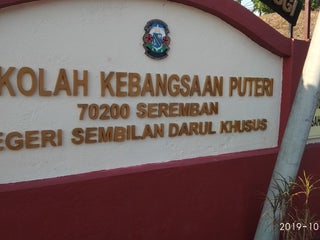 KOLAH KEBANGSAAN PUTERI
70200 SEREMBAN
EGERI SEMBILAN DARUL KHUSUS
2019-10